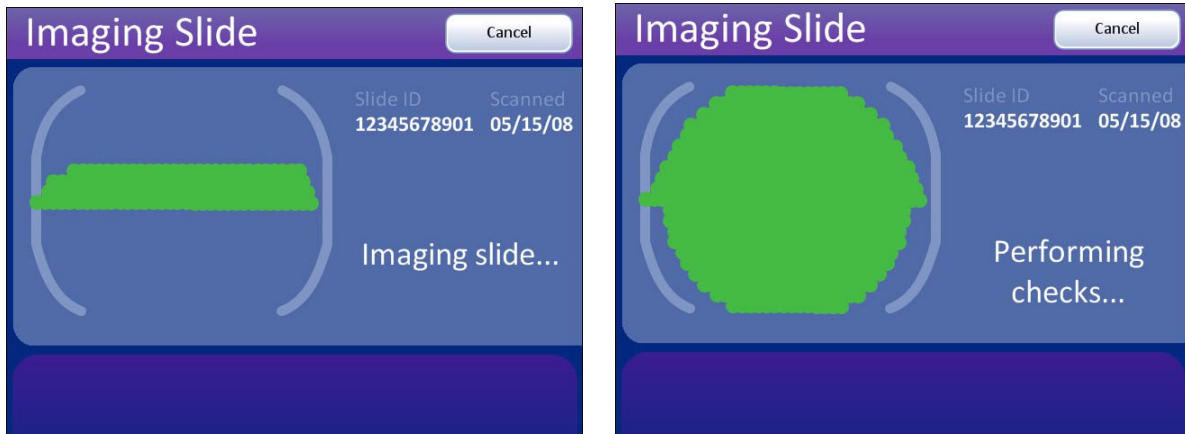 Imaging Slide
Cancel
Slide ID Scanned
12345678901 05/15/08
Imaging slide...
Imaging Slide
Cancel
Slide ID Scanned
12345678901 05/15/08
Performing
checks...